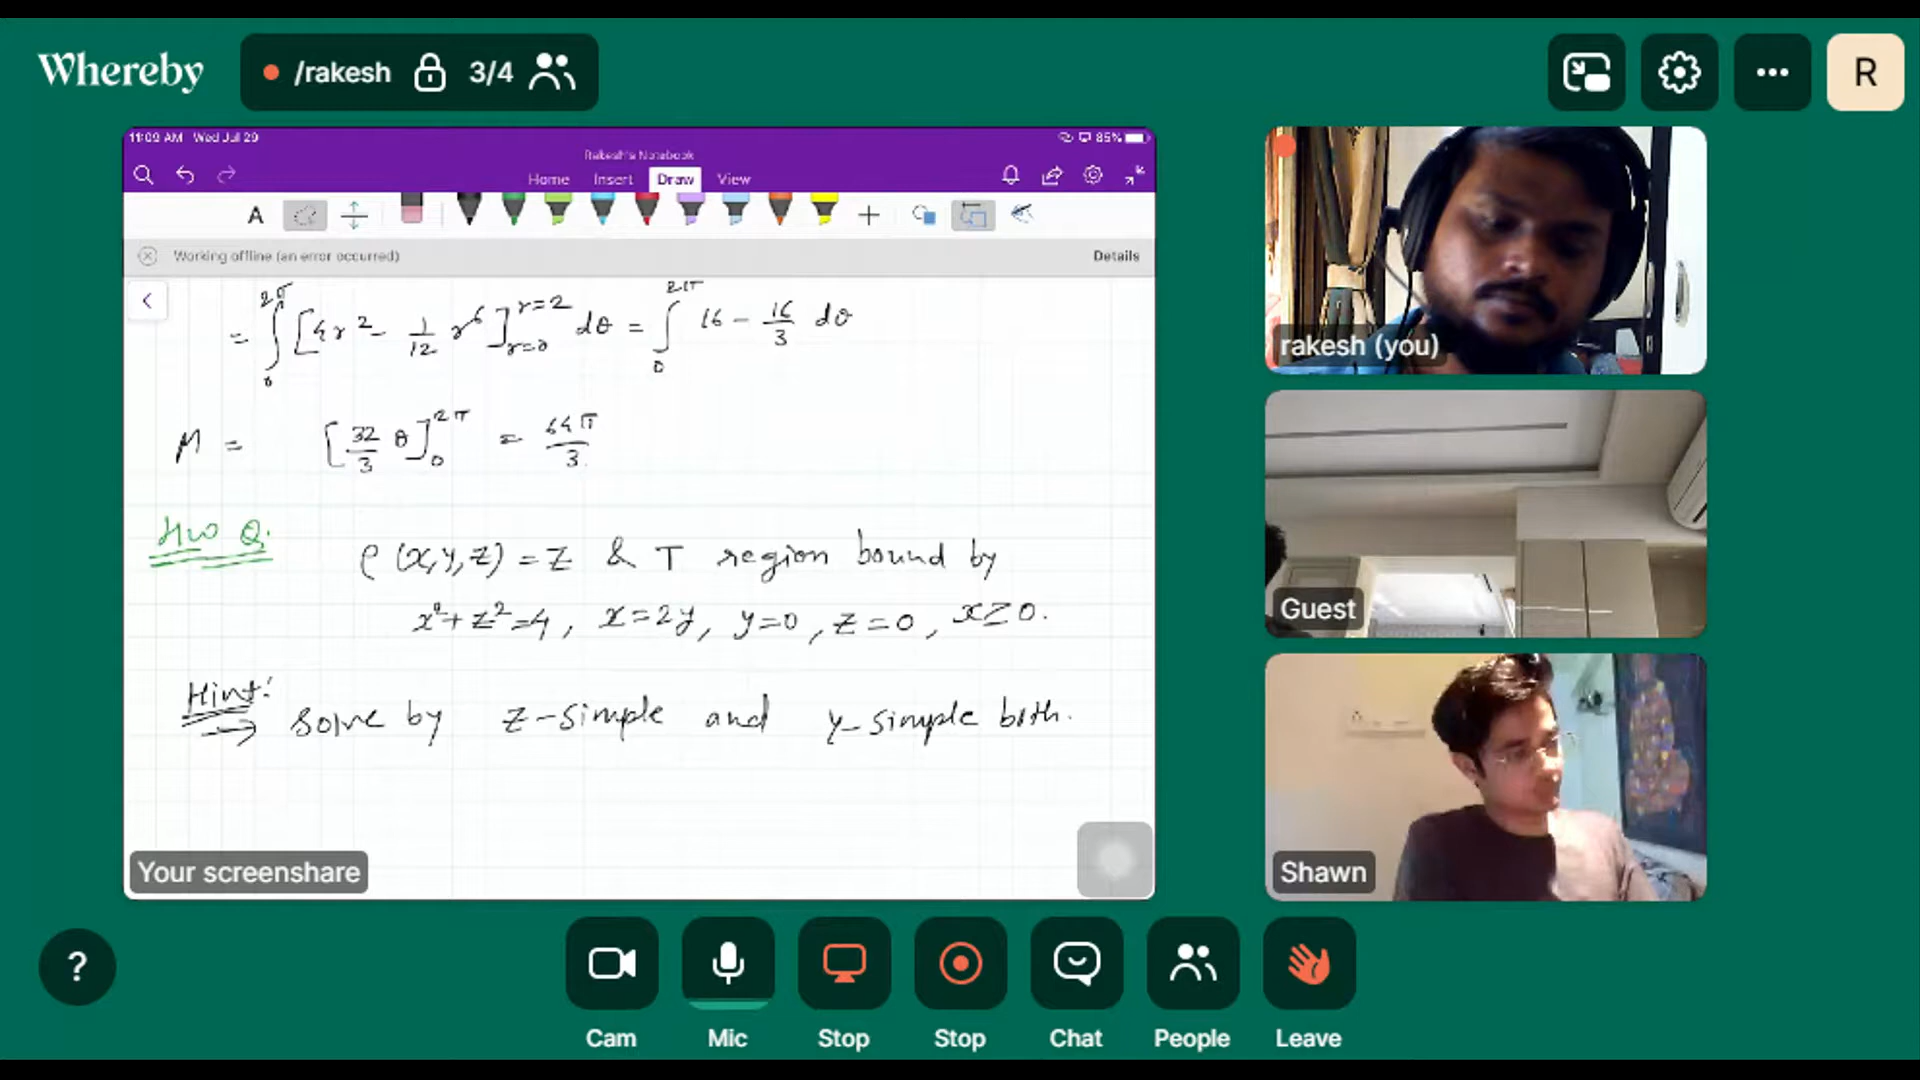 Whereby
/rakesh 3/4
R
11:09 AM Wed Jul 29
85%
Rakesh's Notebook
Home Insert Draw View
A
Working offline (an error occurred)
Details
= ∫₀^{2π} [4r² - 1/12 r⁶]_{r=0}^{r=2} dθ = ∫₀^{2π} 16 - 16/3 dθ
M = [32/3 θ]₀^{2π} = 64π/3.
HW Q.
ρ(x,y,z) = z & T region bound by
x²+z²=4, x=2y, y=0, z=0, x≥0.
Hint:
⇒ solve by z-simple and y-simple both.
Your screenshare
rakesh (you)
Guest
Shawn
?
Cam Mic Stop Stop Chat People Leave